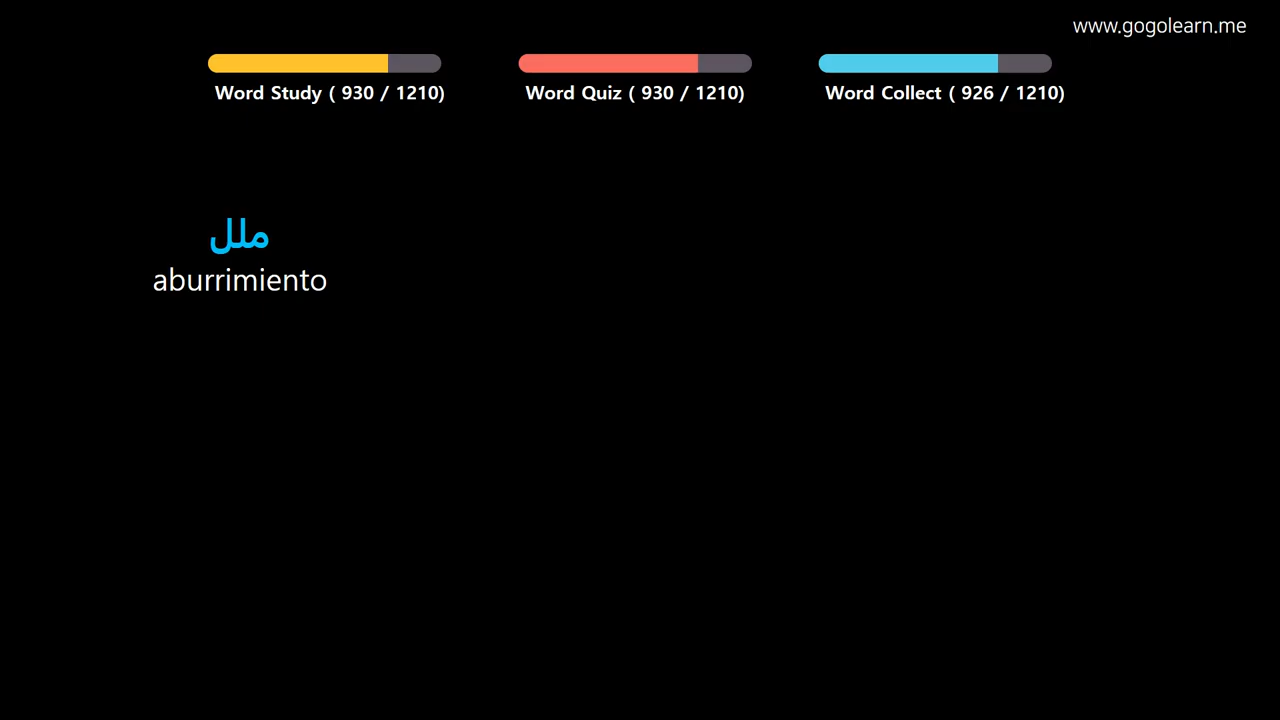 www.gogolearn.me
Word Study ( 930 / 1210)
Word Quiz ( 930 / 1210)
Word Collect ( 926 / 1210)
ملل
aburrimiento